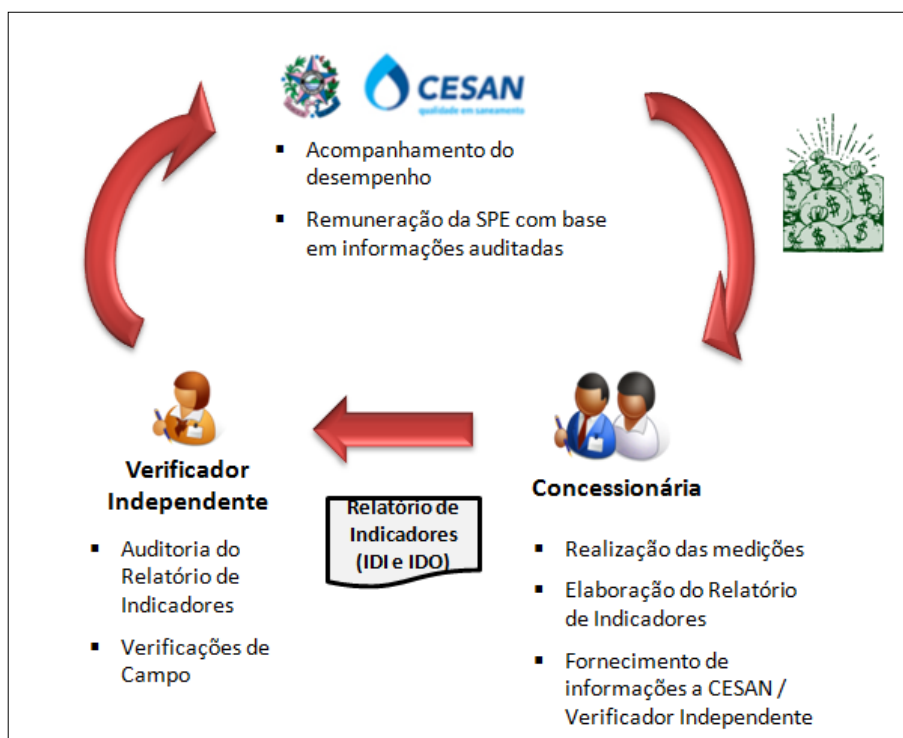 CESAN
qualidade em saneamento
▪ Acompanhamento do
desempenho
▪ Remuneração da SPE com base
em informações auditadas
Verificador
Independente
▪ Auditoria do
Relatório de
Indicadores
▪ Verificações de
Campo
Relatório de
Indicadores
(IDI e IDO)
Concessionária
▪ Realização das medições
▪ Elaboração do Relatório
de Indicadores
▪ Fornecimento de
informações a CESAN /
Verificador Independente